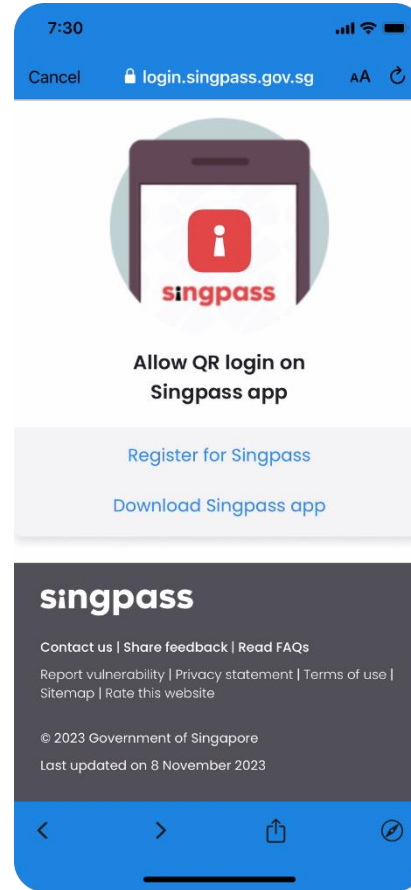 7:30
Cancel login.singpass.gov.sg AA
singpass
Allow QR login on
Singpass app
Register for Singpass
Download Singpass app
singpass
Contact us | Share feedback | Read FAQs
Report vulnerability | Privacy statement | Terms of use |
Sitemap | Rate this website
© 2023 Government of Singapore
Last updated on 8 November 2023